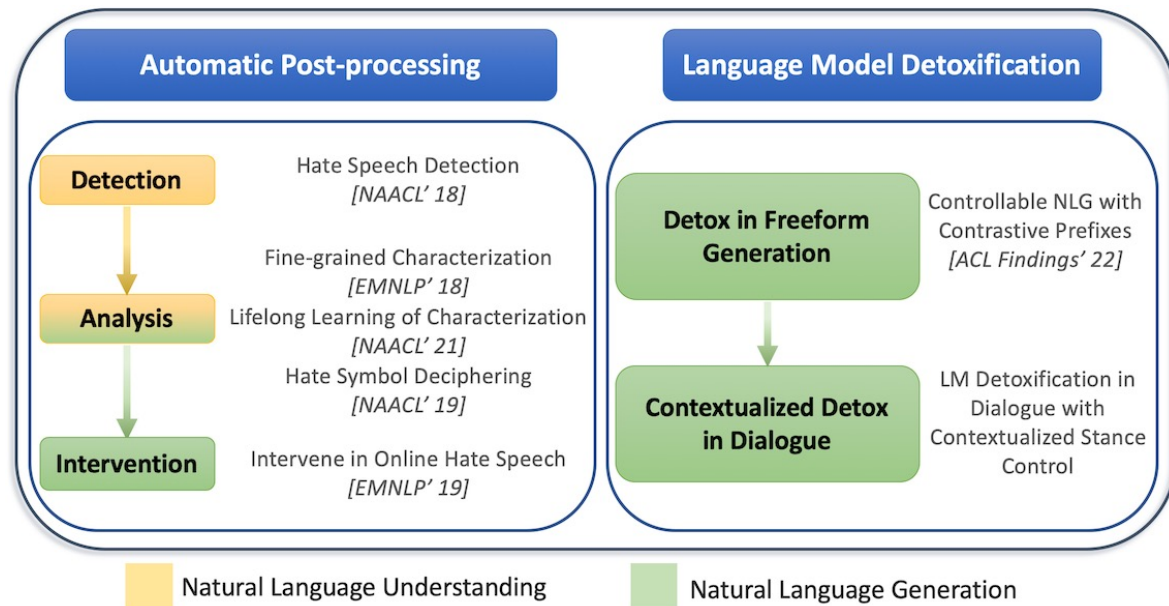 Automatic Post-processing
Language Model Detoxification
Detection
Hate Speech Detection
[NAACL’ 18]
Fine-grained Characterization
[EMNLP’ 18]
Analysis
Lifelong Learning of Characterization
[NAACL’ 21]
Hate Symbol Deciphering
[NAACL’ 19]
Intervention
Intervene in Online Hate Speech
[EMNLP’ 19]
Detox in Freeform
Generation
Controllable NLG with
Contrastive Prefixes
[ACL Findings’ 22]
Contextualized Detox
in Dialogue
LM Detoxification in
Dialogue with
Contextualized Stance
Control
Natural Language Understanding
Natural Language Generation